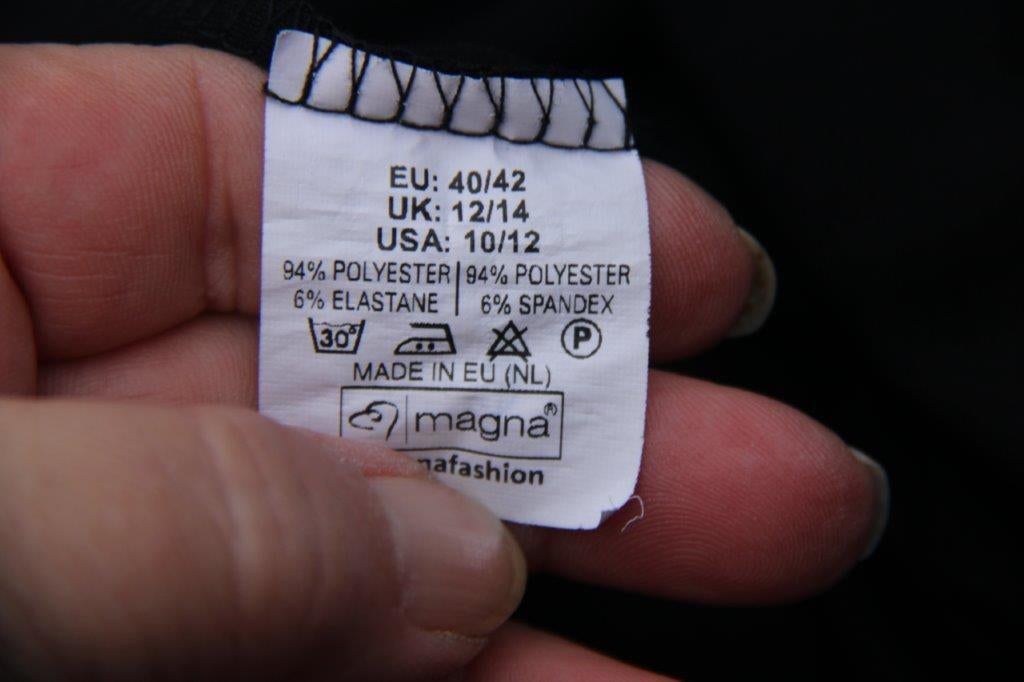 EU: 40/42
UK: 12/14
USA: 10/12
94% POLYESTER | 94% POLYESTER
6% ELASTANE | 6% SPANDEX
30° P
MADE IN EU (NL)
magna®